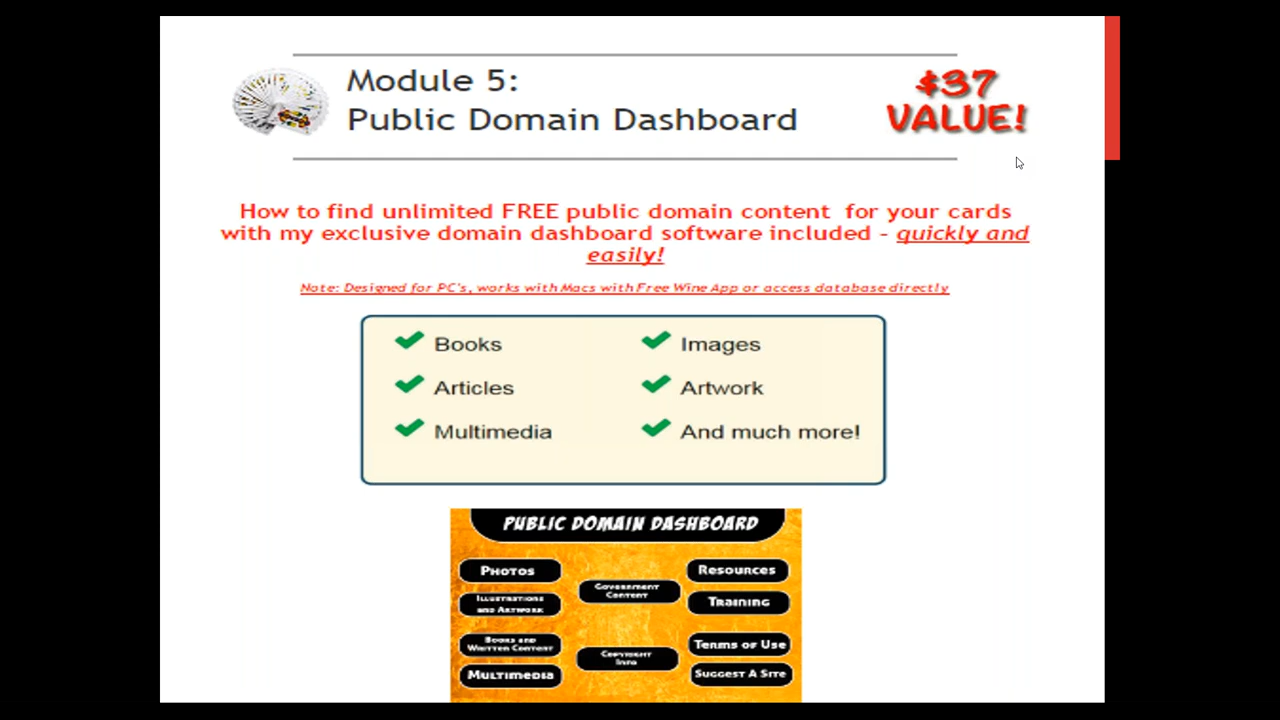 Module 5:
Public Domain Dashboard
$37
VALUE!
How to find unlimited FREE public domain content for your cards
with my exclusive domain dashboard software included - quickly and
easily!
Note: Designed for PC's, works with Macs with Free Wine App or access database directly
Books
Images
Articles
Artwork
Multimedia
And much more!
PUBLIC DOMAIN DASHBOARD
PHOTOS
ILLUSTRATIONS
AND ARTWORK
BOOKS AND
WRITTEN CONTENT
MULTIMEDIA
GOVERNMENT
CONTENT
COPYRIGHT
INFO
RESOURCES
TRAINING
TERMS OF USE
SUGGEST A SITE